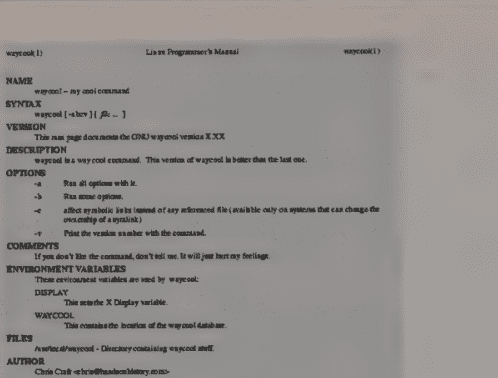 waycool(1) Linux Programmer's Manual waycool(1)
NAME
waycool – my cool command
SYNTAX
waycool [ -abcv ] [ file ... ]
VERSION
This man page documents the GNU waycool version X.XX
DESCRIPTION
waycool is a way cool command. This version of waycool is better than the last one.
OPTIONS
-a Run all options with it.
-b Run some options.
-c affect symbolic links instead of any referenced file (available only on systems that can change the
ownership of a symlink)
-v Print the version number with the command.
COMMENTS
If you don't like the command, don't tell me. It will just hurt my feelings.
ENVIRONMENT VARIABLES
These environment variables are used by waycool:
DISPLAY
This sets the X Display variable.
WAYCOOL
This contains the location of the waycool database.
FILES
/usr/local/waycool - Directory containing waycool stuff.
AUTHOR
Chris Craft